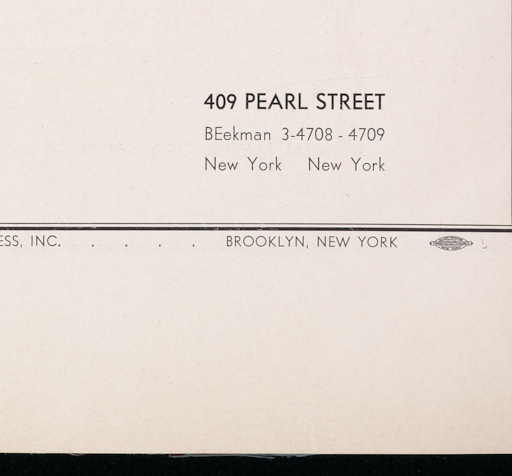 409 PEARL STREET
BEekman 3-4708 - 4709
New York New York
ESS, INC. . . . . BROOKLYN, NEW YORK